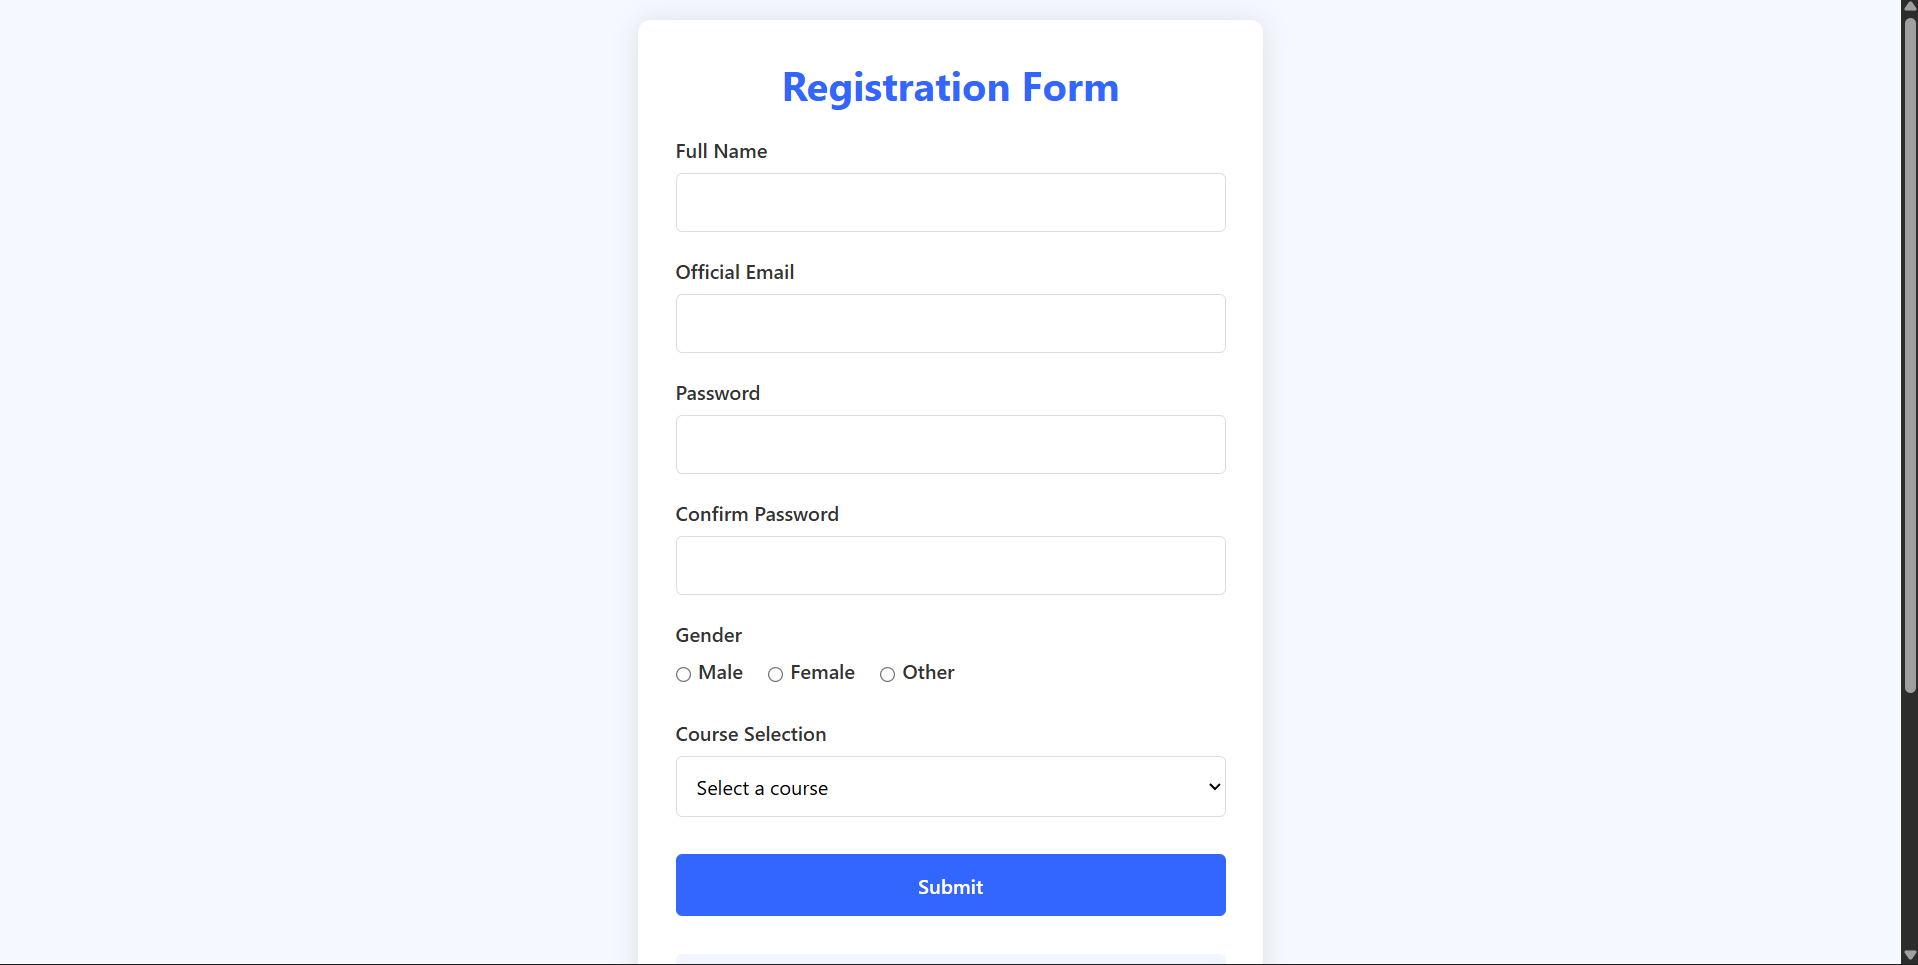 Registration Form
Full Name
Official Email
Password
Confirm Password
Gender
Male Female Other
Course Selection
Select a course
Submit